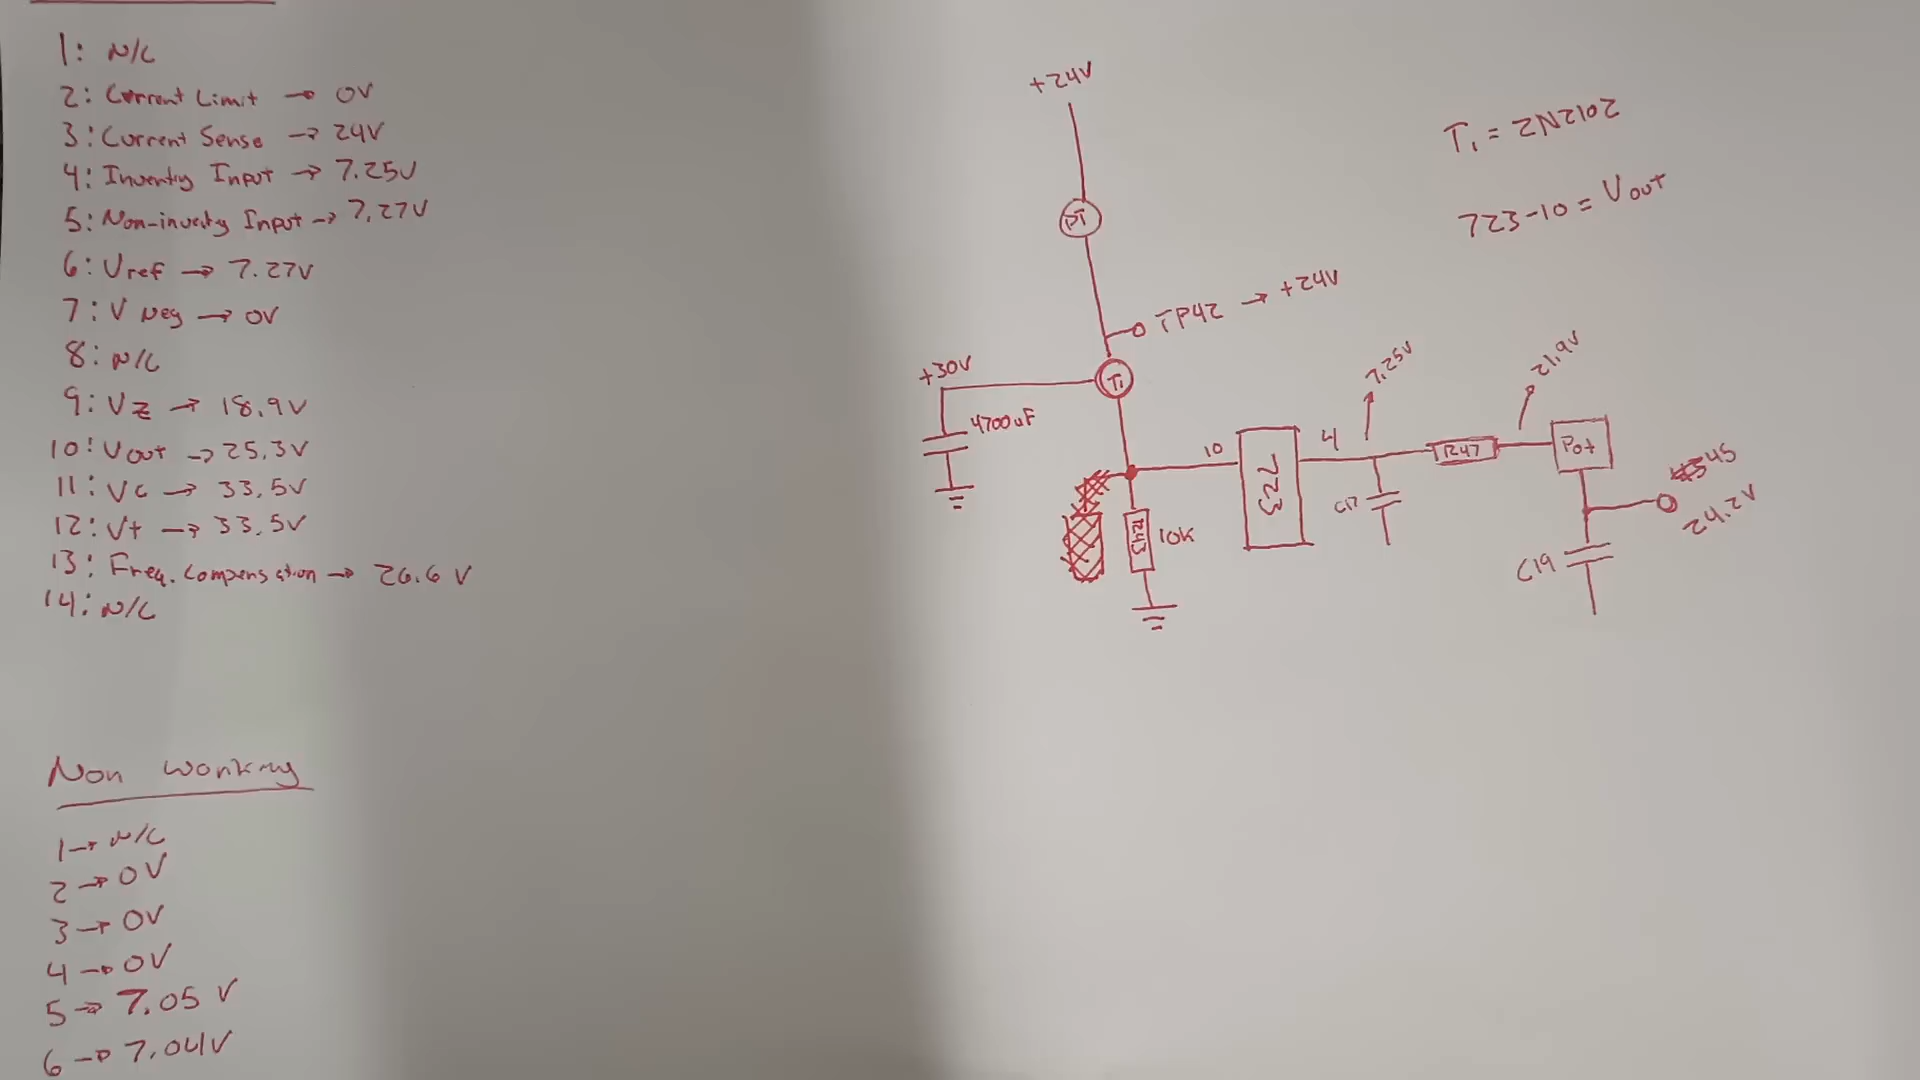 1: N/C
2: Current Limit → 0V
3: Current Sense → 24V
4: Inverting Input → 7.25V
5: Non-inverting Input → 7.27V
6: Vref → 7.27V
7: V Neg → 0V
8: N/C
9: Vz → 18.9V
10: Vout → 25.3V
11: VC → 33.5V
12: V+ → 33.5V
13: Freq. Compensation → 26.6 V
14: N/C
Non working
1→ N/C
2 → 0V
3 → 0V
4 → 0V
5 → 7.05 V
6 → 7.04V
+24V
PT
TP42 → +24V
+30V
T1
4700uF
10
723
4
7.25V
R47
21.9V
Pot
R43
10K
C17
45
24.2V
C19
T1 = 2N2102
723-10 = Vout